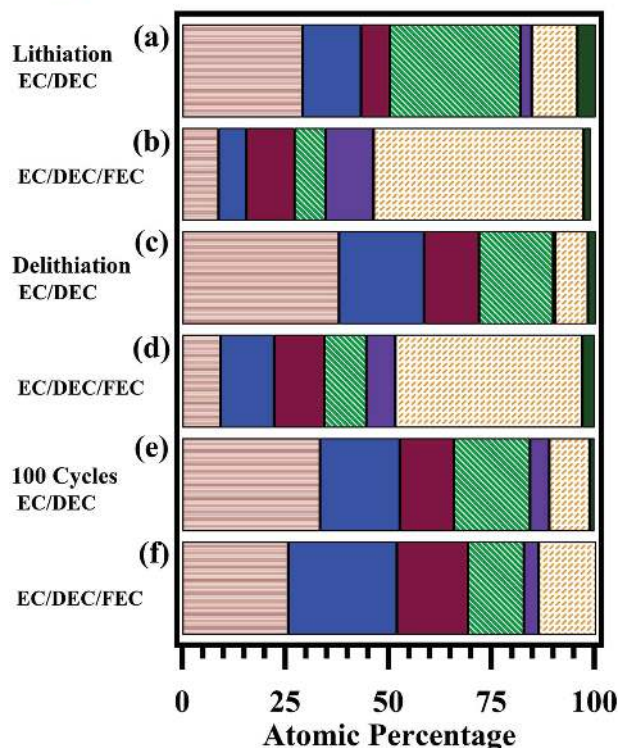 (a)
Lithiation
EC/DEC
(b)
EC/DEC/FEC
(c)
Delithiation
EC/DEC
(d)
EC/DEC/FEC
(e)
100 Cycles
EC/DEC
(f)
EC/DEC/FEC
0 25 50 75 100
Atomic Percentage